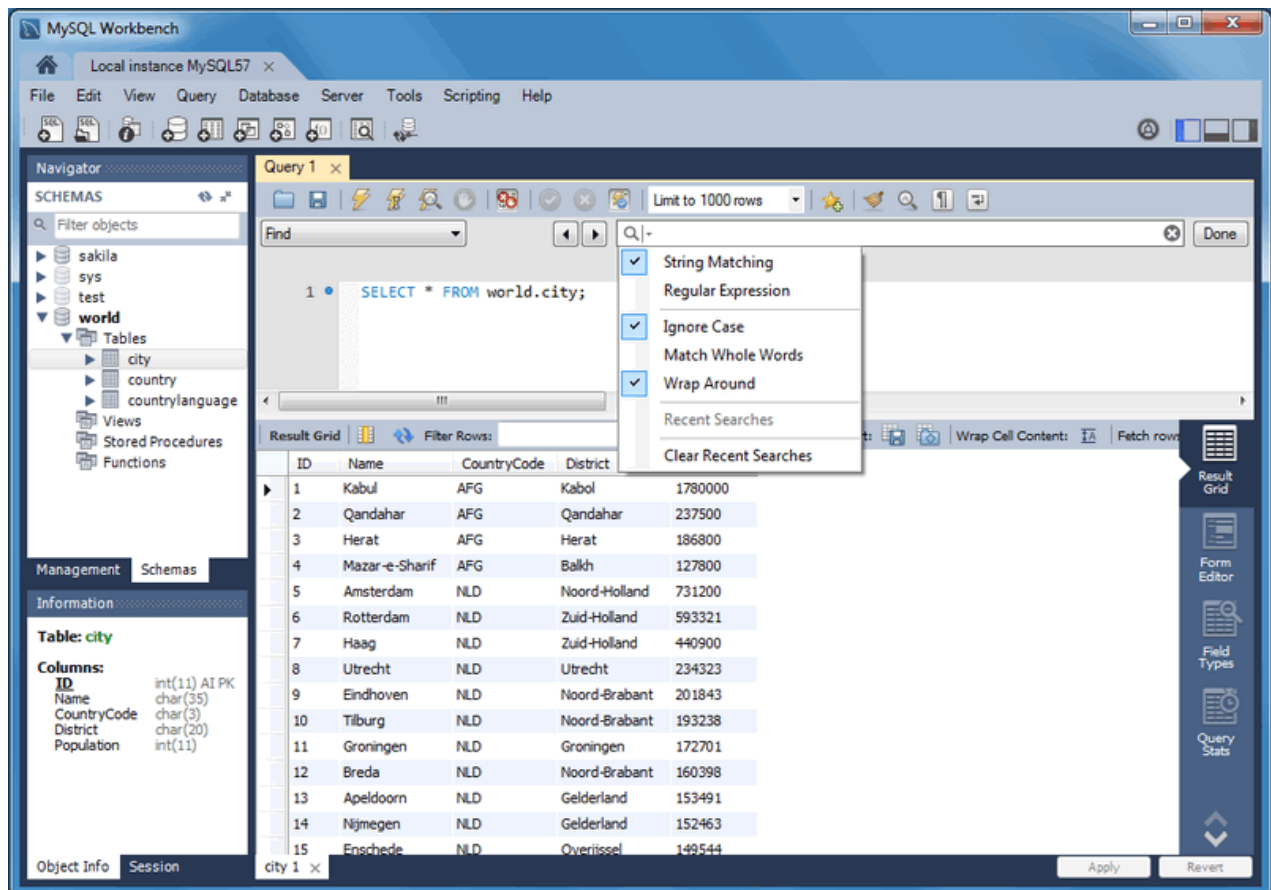 MySQL Workbench
Local instance MySQL57
File Edit View Query Database Server Tools Scripting Help
Navigator
SCHEMAS
Filter objects
sakila
sys
test
world
Tables
city
country
countrylanguage
Views
Stored Procedures
Functions
Management Schemas
Information
Table: city
Columns:
ID int(11) AI PK
Name char(35)
CountryCode char(3)
District char(20)
Population int(11)
Object Info Session
Query 1
Limit to 1000 rows
Find Done
String Matching
Regular Expression
Ignore Case
Match Whole Words
Wrap Around
Recent Searches
Clear Recent Searches
1 SELECT * FROM world.city;
Result Grid Filter Rows: Wrap Cell Content: Fetch rows
ID Name CountryCode District
1 Kabul AFG Kabol 1780000
2 Qandahar AFG Qandahar 237500
3 Herat AFG Herat 186800
4 Mazar-e-Sharif AFG Balkh 127800
5 Amsterdam NLD Noord-Holland 731200
6 Rotterdam NLD Zuid-Holland 593321
7 Haag NLD Zuid-Holland 440900
8 Utrecht NLD Utrecht 234323
9 Eindhoven NLD Noord-Brabant 201843
10 Tilburg NLD Noord-Brabant 193238
11 Groningen NLD Groningen 172701
12 Breda NLD Noord-Brabant 160398
13 Apeldoorn NLD Gelderland 153491
14 Nijmegen NLD Gelderland 152463
15 Enschede NLD Overijssel 149544
Result
Grid
Form
Editor
Field
Types
Query
Stats
city 1
Apply Revert